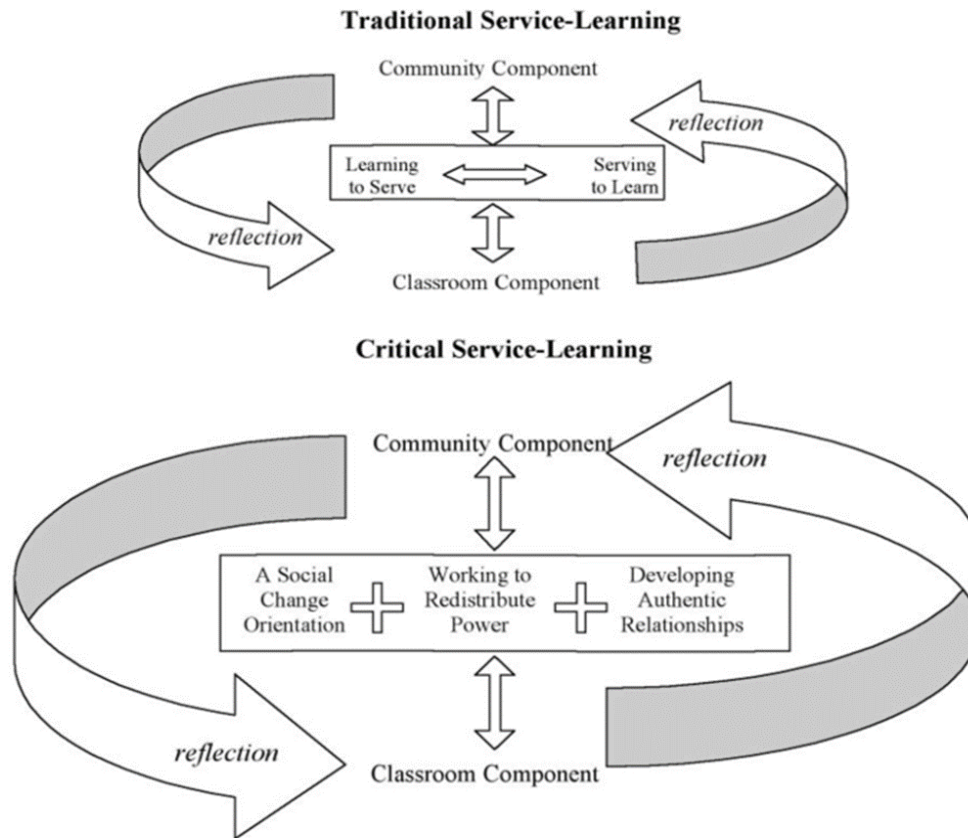 Traditional Service-Learning
Community Component
reflection
Learning
to Serve
Serving
to Learn
reflection
Classroom Component
Critical Service-Learning
Community Component
reflection
A Social
Change
Orientation
Working to
Redistribute
Power
Developing
Authentic
Relationships
reflection
Classroom Component